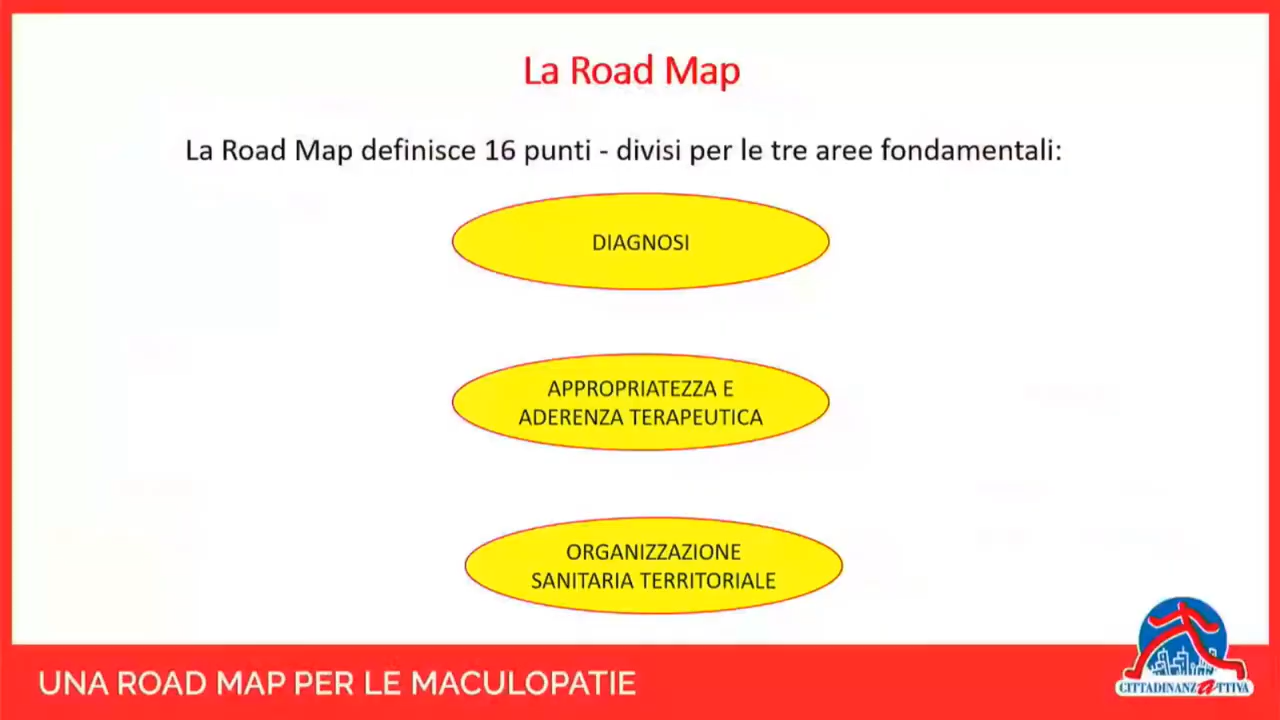 La Road Map
La Road Map definisce 16 punti - divisi per le tre aree fondamentali:
DIAGNOSI
APPROPRIATEZZA E
ADERENZA TERAPEUTICA
ORGANIZZAZIONE
SANITARIA TERRITORIALE
UNA ROAD MAP PER LE MACULOPATIE
CITTADINANZATTIVA